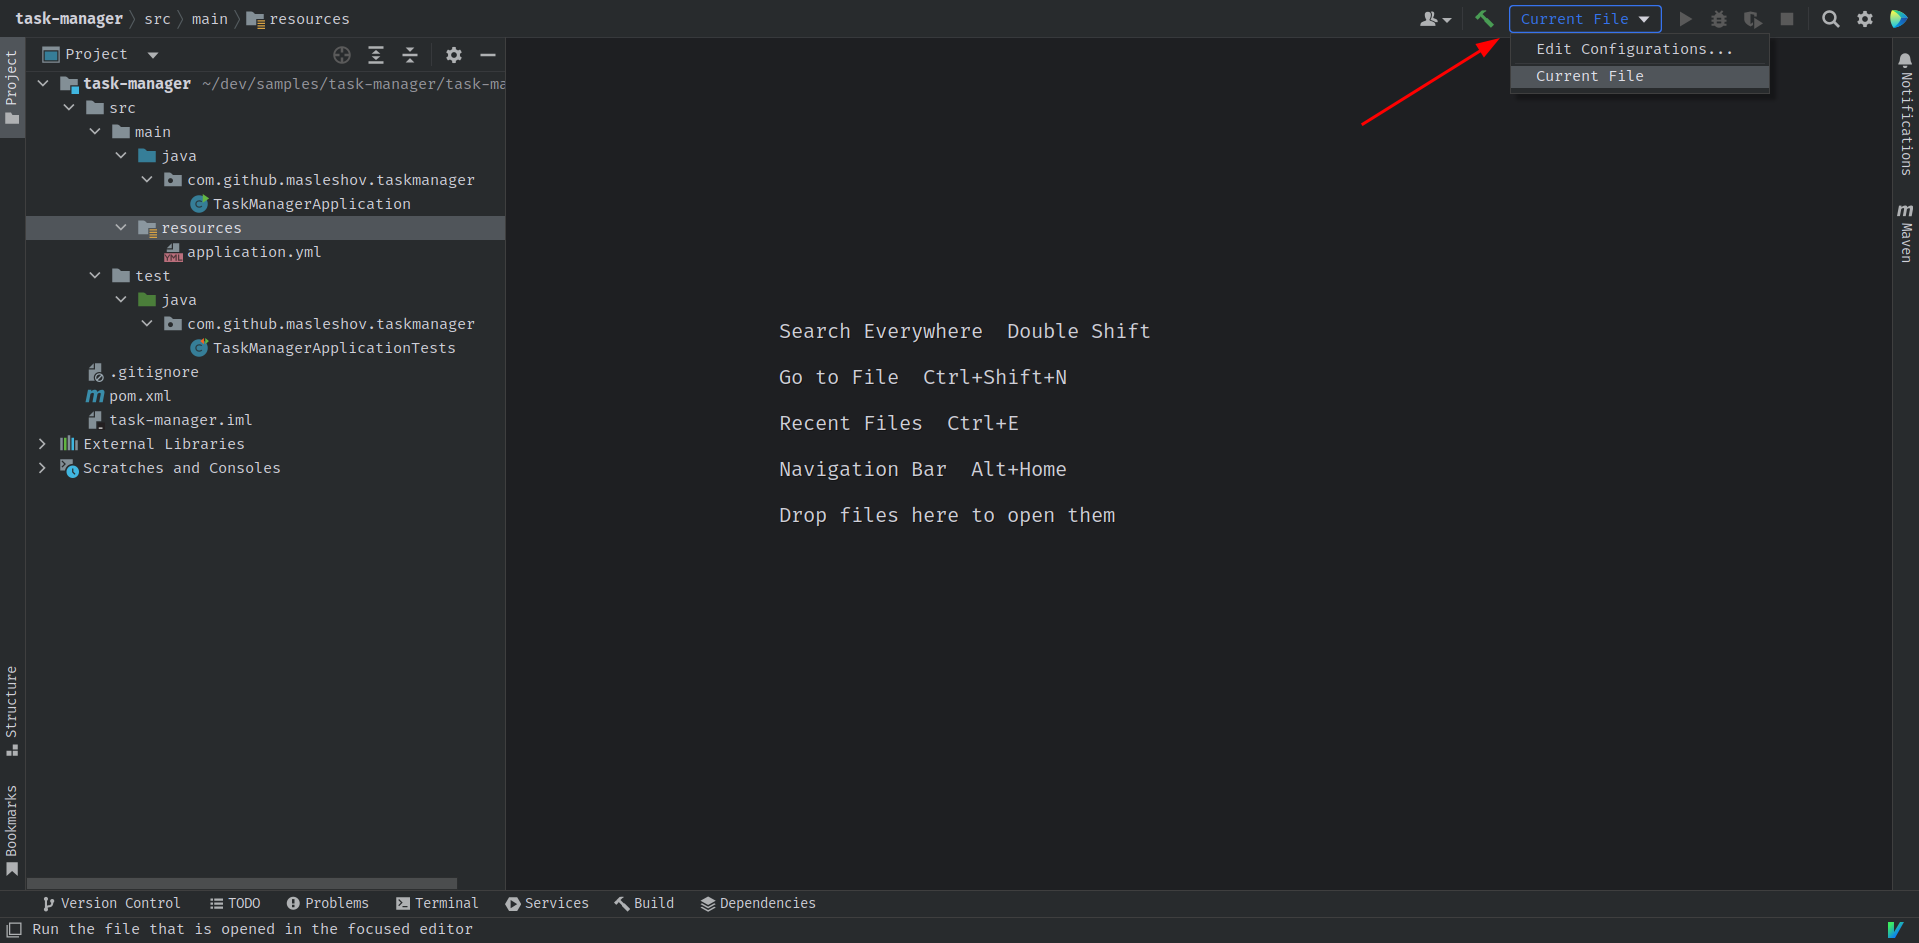 task-manager src main resources
Current File
Edit Configurations...
Current File
Project
Project
task-manager ~/dev/samples/task-manager/task-ma
src
main
java
com.github.masleshov.taskmanager
TaskManagerApplication
resources
application.yml
test
java
com.github.masleshov.taskmanager
TaskManagerApplicationTests
.gitignore
pom.xml
task-manager.iml
External Libraries
Scratches and Consoles
Structure
Bookmarks
Search Everywhere Double Shift
Go to File Ctrl+Shift+N
Recent Files Ctrl+E
Navigation Bar Alt+Home
Drop files here to open them
Notifications
Maven
Version Control TODO Problems Terminal Services Build Dependencies
Run the file that is opened in the focused editor